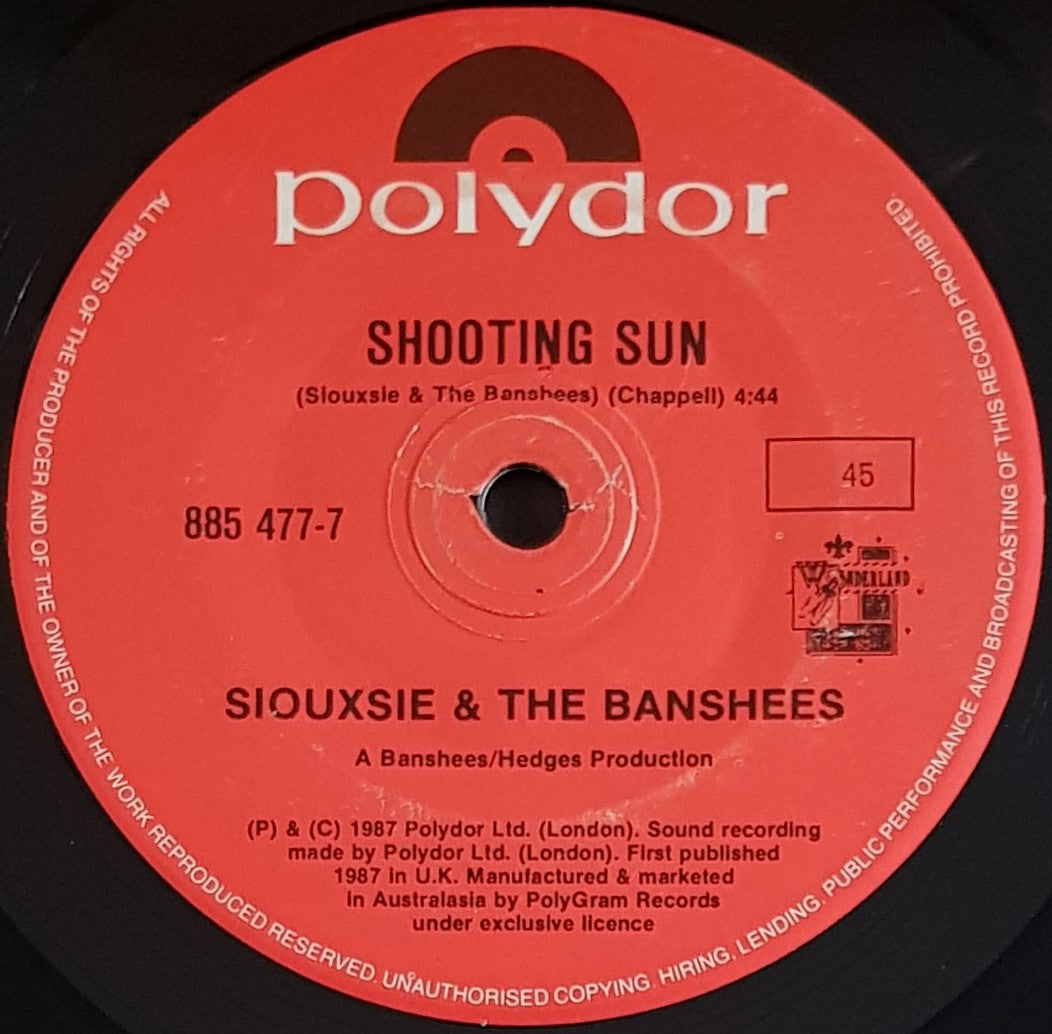 polydor
SHOOTING SUN
(Siouxsie & The Banshees) (Chappell) 4:44
45
885 477-7
WONDERLAND
SIOUXSIE & THE BANSHEES
A Banshees/Hedges Production
(P) & (C) 1987 Polydor Ltd. (London). Sound recording
made by Polydor Ltd. (London). First published
1987 in U.K. Manufactured & marketed
in Australasia by PolyGram Records
under exclusive licence
ALL RIGHTS OF THE PRODUCER AND OF THE OWNER OF THE WORK REPRODUCED RESERVED. UNAUTHORISED COPYING. HIRING, LENDING, PUBLIC PERFORMANCE AND BROADCASTING OF THIS RECORD PROHIBITED